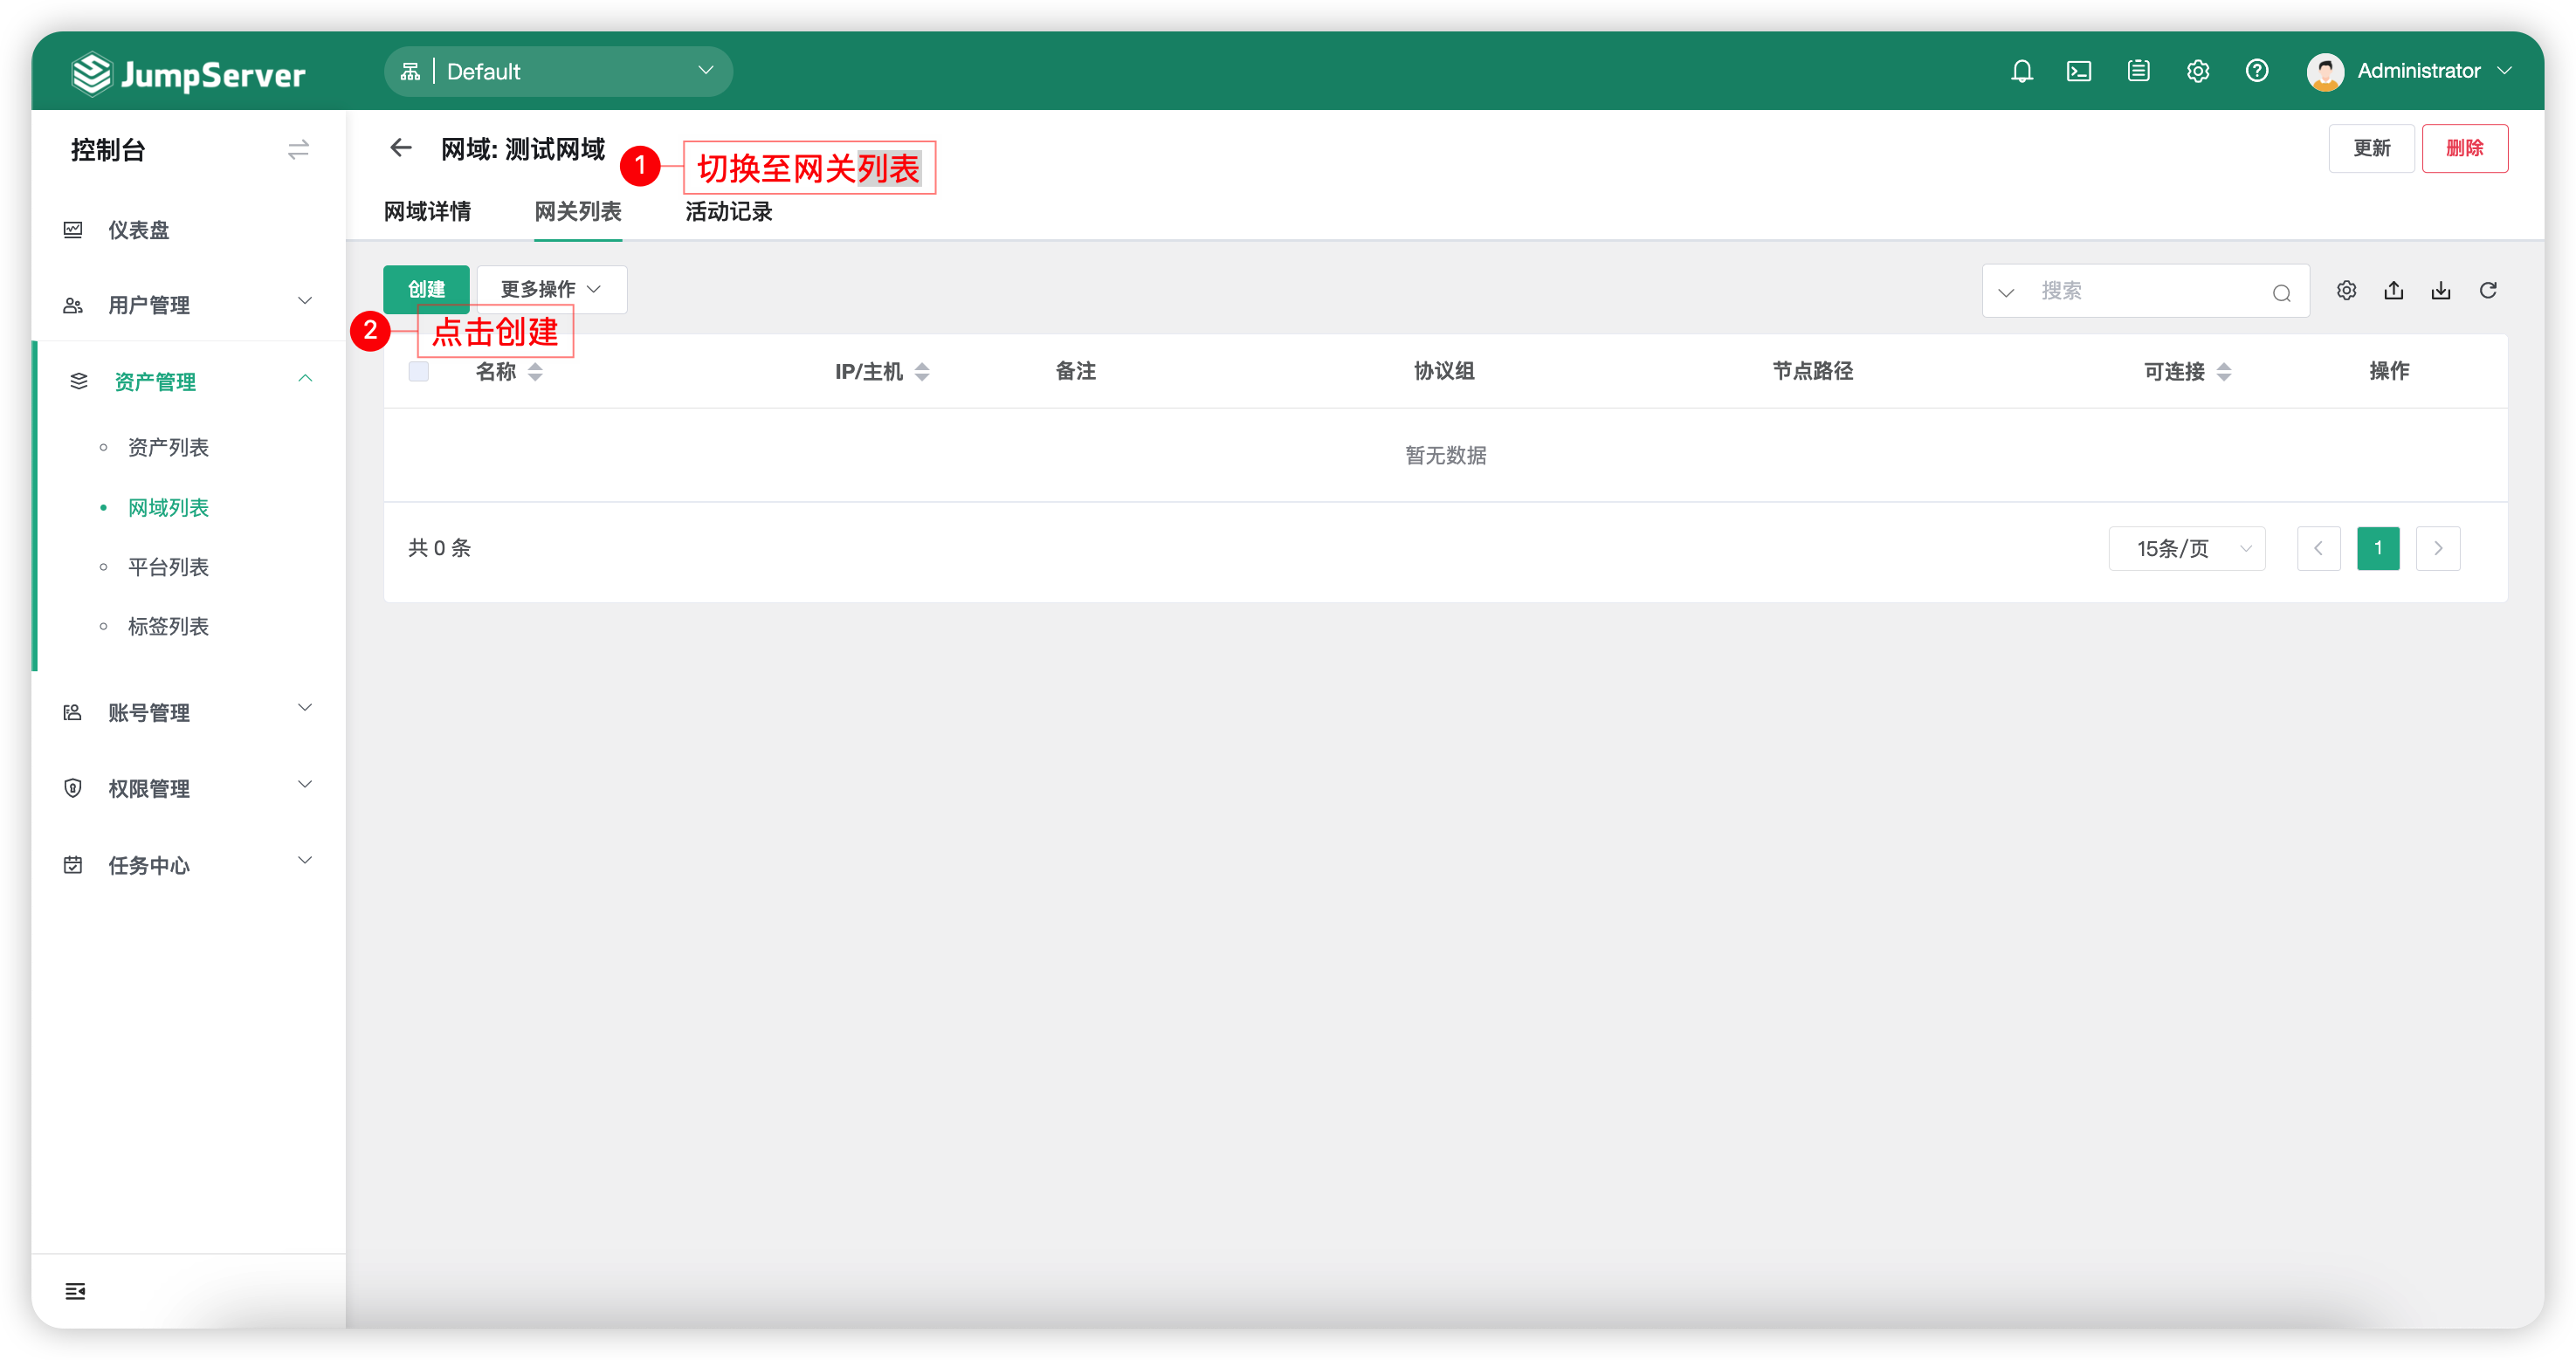 JumpServer
Default
Administrator
控制台
仪表盘
用户管理
资产管理
资产列表
网域列表
平台列表
标签列表
账号管理
权限管理
任务中心
网域: 测试网域
1 切换至网关列表
更新
删除
网域详情
网关列表
活动记录
创建
更多操作
搜索
2 点击创建
名称
IP/主机
备注
协议组
节点路径
可连接
操作
暂无数据
共 0 条
15条/页
1